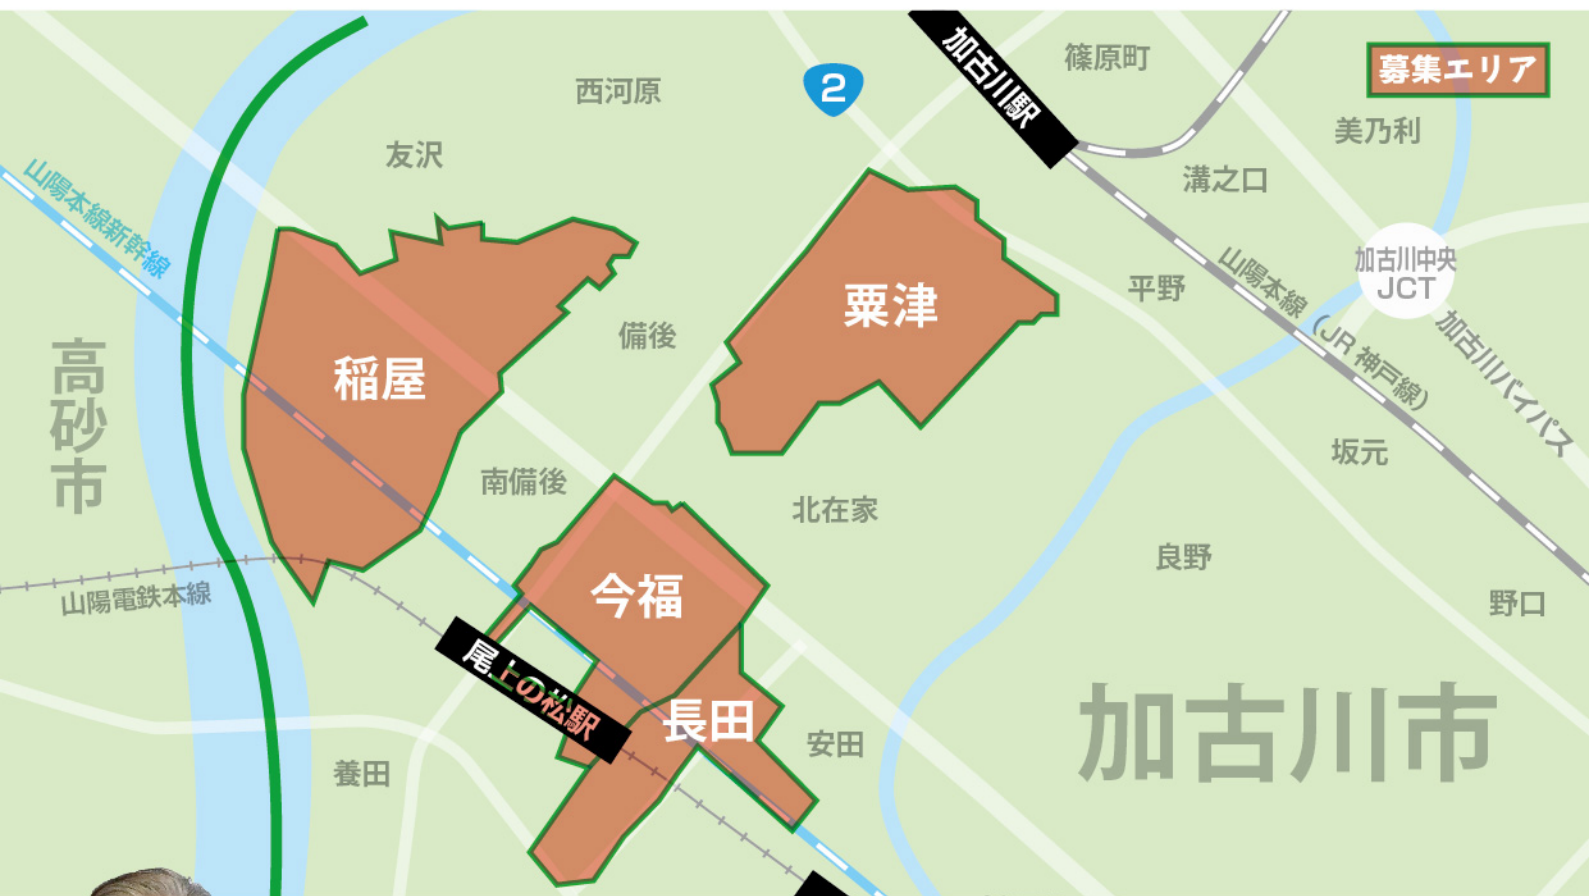 加古川駅
篠原町
募集エリア
西河原
2
美乃利
友沢
溝之口
山陽本線新幹線
加古川中央
JCT
平野
山陽本線（JR 神戸線）
粟津
備後
高砂市
稲屋
加古川バイパス
坂元
南備後
北在家
良野
山陽電鉄本線
今福
野口
尾上の松駅
長田
加古川市
安田
養田